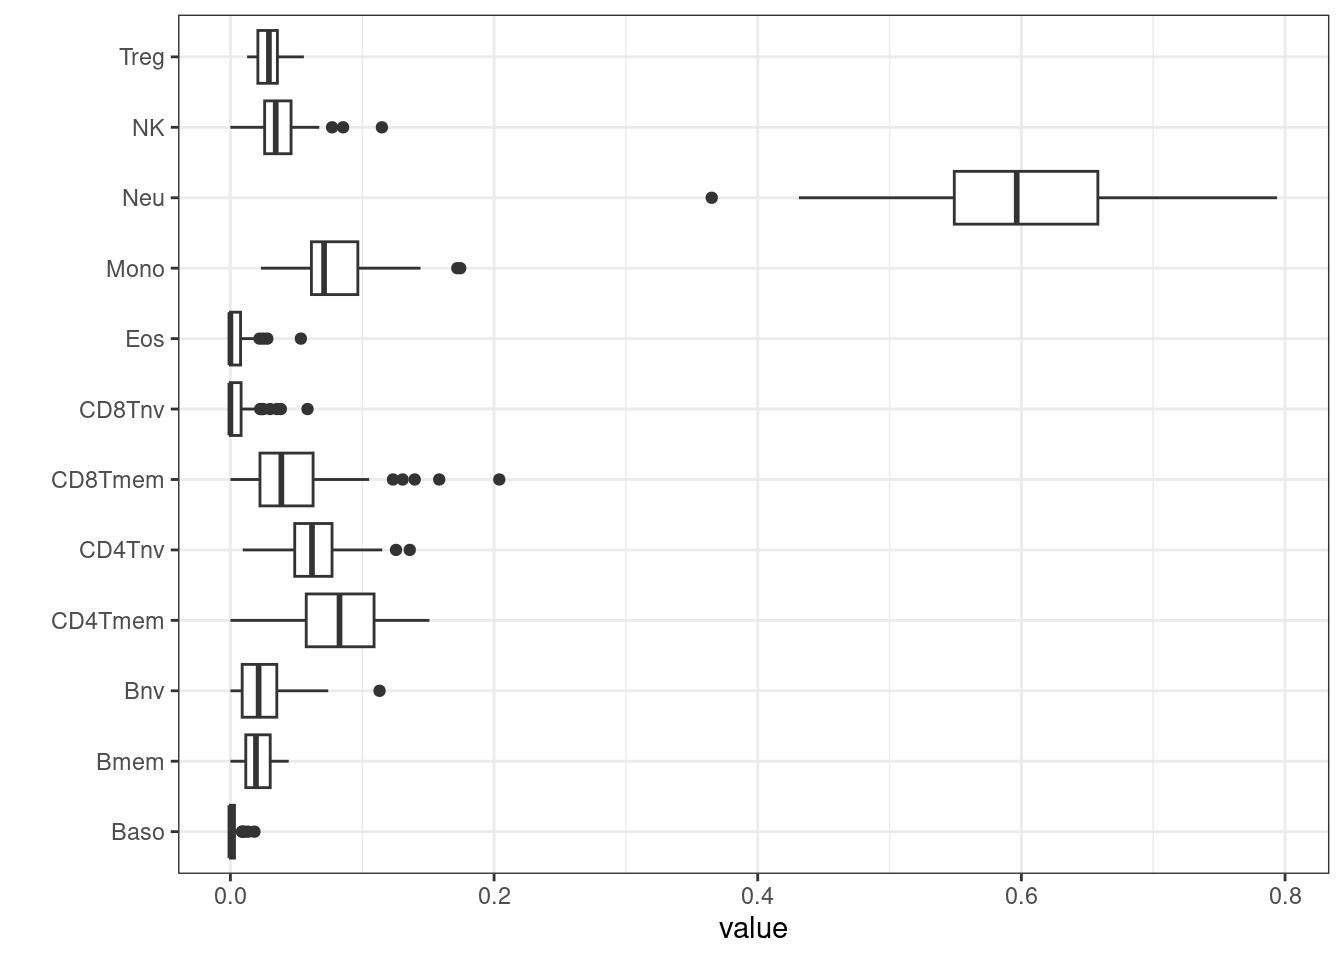 Treg
NK
Neu
Mono
Eos
CD8Tnv
CD8Tmem
CD4Tnv
CD4Tmem
Bnv
Bmem
Baso
0.0 0.2 0.4 0.6 0.8
value